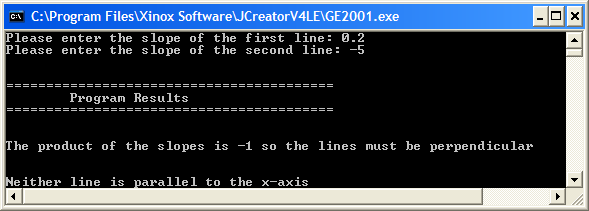 C:\Program Files\Xinox Software\JCreatorV4LE\GE2001.exe
Please enter the slope of the first line: 0.2
Please enter the slope of the second line: -5
=========================================
Program Results
=========================================
The product of the slopes is -1 so the lines must be perpendicular
Neither line is parallel to the x-axis